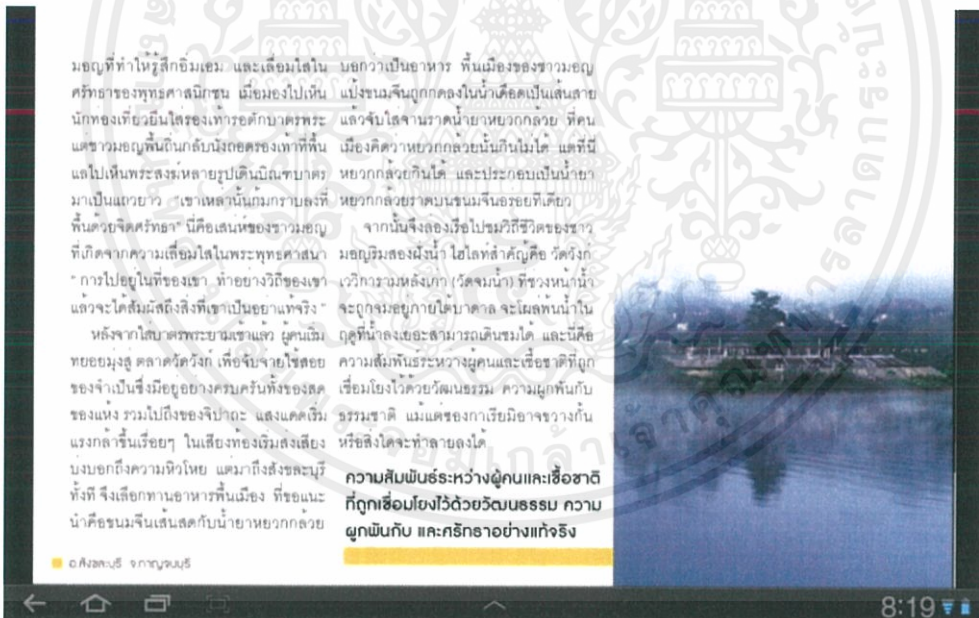 มอญที่ทำให้รู้สึกอิ่มเอม และเลื่อมใสใน
ศรัทธาของพุทธศาสนิกชน เมื่อมองไปเห็น
นักท่องเที่ยวยืนใส่รองเท้ารอตักบาตรพระ
แต่ชาวมอญพื้นถิ่นกลับนั่งถอดรองเท้าที่พื้น
แลไปเห็นพระสงฆ์หลายรูปเดินบิณฑบาตร
มาเป็นแถวยาว "เขาเหล่านั้นก้มกราบลงที่
พื้นด้วยจิตศรัทธา" นี่คือเสน่ห์ของชาวมอญ
ที่เกิดจากความเลื่อมใสในพระพุทธศาสนา
"การไปอยู่ในที่ของเขา ทำอย่างวิถีของเขา
แล้วจะได้สัมผัสถึงสิ่งที่เขาเป็นอย่าแท้จริง"
หลังจากใส่บาตรพระยามเช้าแล้ว ผู้คนเริ่ม
ทยอยมุ่งสู่ ตลาดวัดวังก์ เพื่อจับจ่ายใช้สอย
ของจำเป็นซึ่งมีอยู่อย่างครบครันทั้งของสด
ของแห้ง รวมไปถึงของจิปาถะ แสงแดดเริ่ม
แรงกล้าขึ้นเรื่อยๆ ในเสียงท้องเริ่มส่งเสียง
บ่งบอกถึงความหิวโหย แต่มาถึงสังขละบุรี
ทั้งที จึงเลือกทานอาหารพื้นเมือง ที่ขอแนะ
นำคือขนมจีนเส้นสดกับน้ำยาหยวกกล้วย
อ.สังขละบุรี จ.กาญจนบุรี
บอกว่าเป็นอาหาร พื้นเมืองของชาวมอญ
แป้งขนมจีนถูกกดลงในน้ำเดือดเป็นเส้นสาย
แล้วจับใส่จานราดน้ำยาหยวกกล้วย ที่คน
เมืองคิดว่าหยวกกล้วยนั้นกินไม่ได้ แต่ที่นี่
หยวกกล้วยกินได้ และประกอบเป็นน้ำยา
หยวกกล้วยราดบนขนมจีนอร่อยทีเดียว
จากนั้นจึงล่องเรือไปชมวิถีชีวิตของชาว
มอญริมสองฝั่งน้ำ ไฮไลท์สำคัญคือ วัดวังก์
เววิการามหลังเก่า (วัดจมน้ำ) ที่ช่วงหน้าน้ำ
จะถูกจมอยู่ภายใต้บาดาล จะโผล่พ้นน้ำใน
ฤดูที่น้ำลงเยอะสามารถเดินชมได้ และนี่คือ
ความสัมพันธ์ระหว่างผู้คนและเชื้อชาติที่ถูก
เชื่อมโยงไว้ด้วยวัฒนธรรม ความผูกพันกับ
ธรรมชาติ แม้แต่ช่องกาเรียมิอาจขวางกั้น
หรือสิ่งใดจะทำลายลงได้
ความสัมพันธ์ระหว่างผู้คนและเชื้อชาติ
ที่ถูกเชื่อมโยงไว้ด้วยวัฒนธรรม ความ
ผูกพันกับ และศรัทธาอย่างแท้จริง
8:19